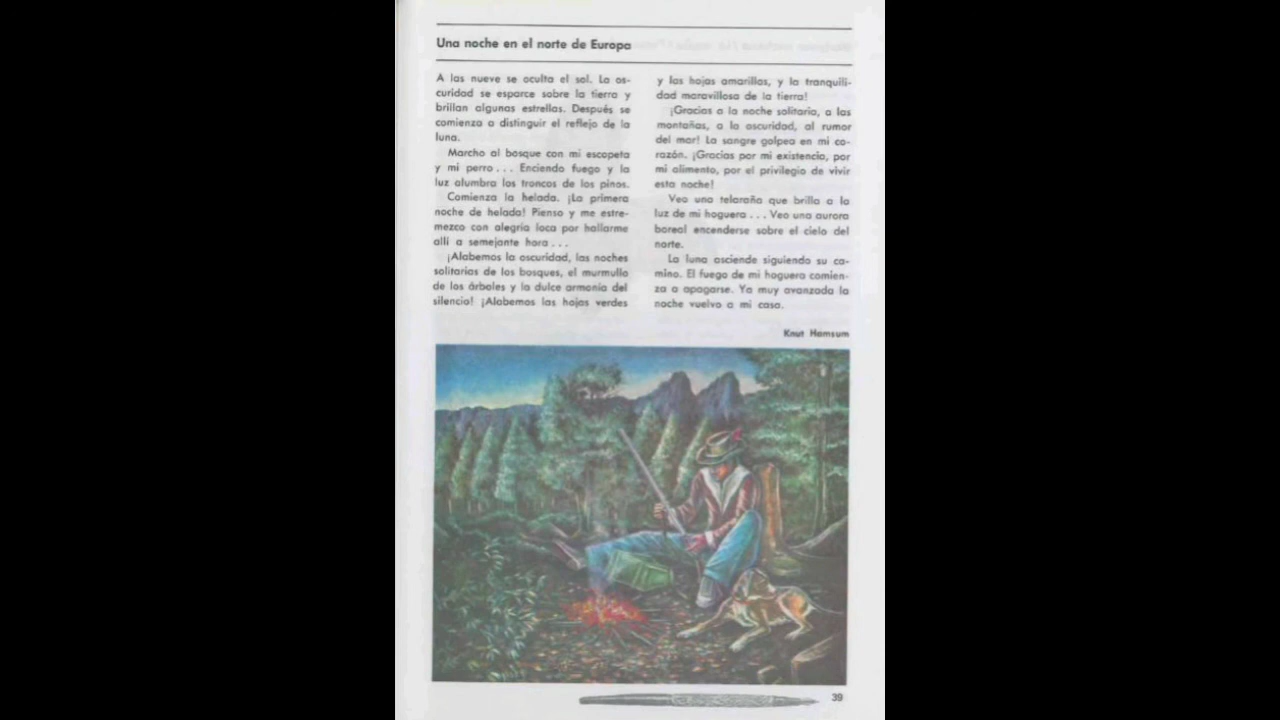 Una noche en el norte de Europa
A las nueve se oculta el sol. La os-
curidad se esparce sobre la tierra y
brillan algunas estrellas. Después se
comienza a distinguir el reflejo de la
luna.
Marcho al bosque con mi escopeta
y mi perro... Enciendo fuego y la
luz alumbra los troncos de los pinos.
Comienza la helada. ¡La primera
noche de helada! Pienso y me estre-
mezco con alegría loca por hallarme
allí a semejante hora...
¡Alabemos la oscuridad, las noches
solitarias de los bosques, el murmullo
de los árboles y la dulce armonía del
silencio! ¡Alabemos las hojas verdes
y las hojas amarillas, y la tranquili-
dad maravillosa de la tierra!
¡Gracias a la noche solitaria, a las
montañas, a la oscuridad, al rumor
del mar! La sangre golpea en mi co-
razón. ¡Gracias por mi existencia, por
mi alimento, por el privilegio de vivir
esta noche!
Veo una telaraña que brilla a la
luz de mi hoguera... Veo una aurora
boreal encenderse sobre el cielo del
norte.
La luna asciende siguiendo su ca-
mino. El fuego de mi hoguera comien-
za a apagarse. Ya muy avanzada la
noche vuelvo a mi casa.
Knut Hamsum
39